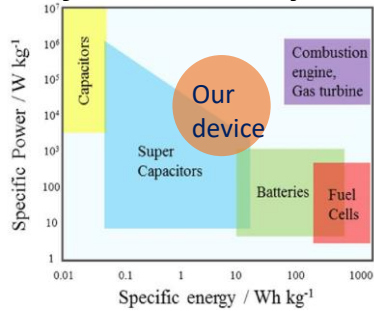 Specific Power / W kg⁻¹
10⁷
10⁶
10⁵
10⁴
10³
100
10
1
Capacitors
Super
Capacitors
Our
device
Combustion
engine,
Gas turbine
Batteries
Fuel
Cells
0.01
0.1
1
10
100
1000
Specific energy / Wh kg⁻¹